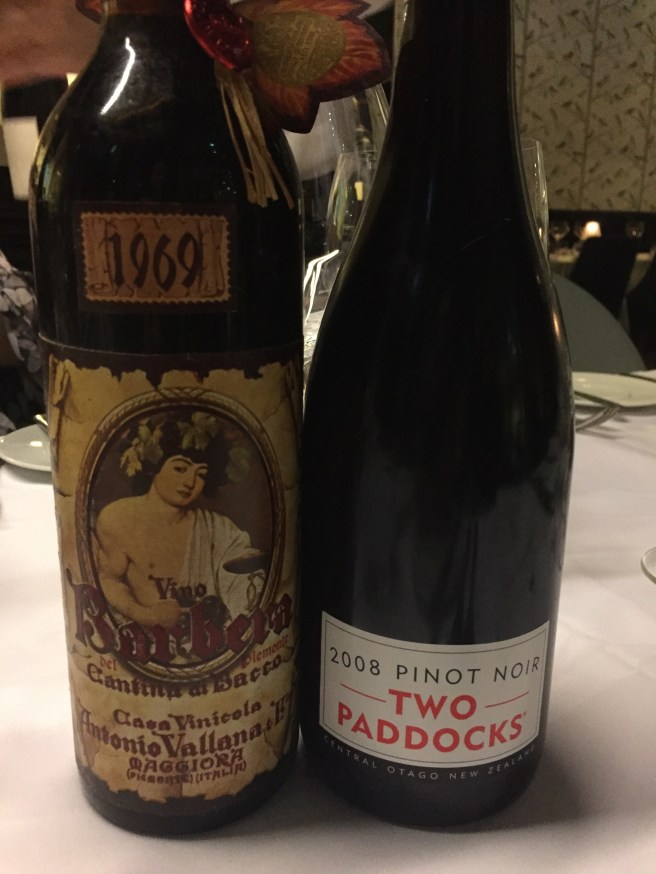 1969
Vino
Barbera
del Piemonte
Cantina di Bacco
Casa Vinicola
Antonio Vallana &
MAGGIORA
(PIEMONTE) (ITALIA)
2008 PINOT NOIR
TWO
PADDOCKS
CENTRAL OTAGO NEW ZEALAND